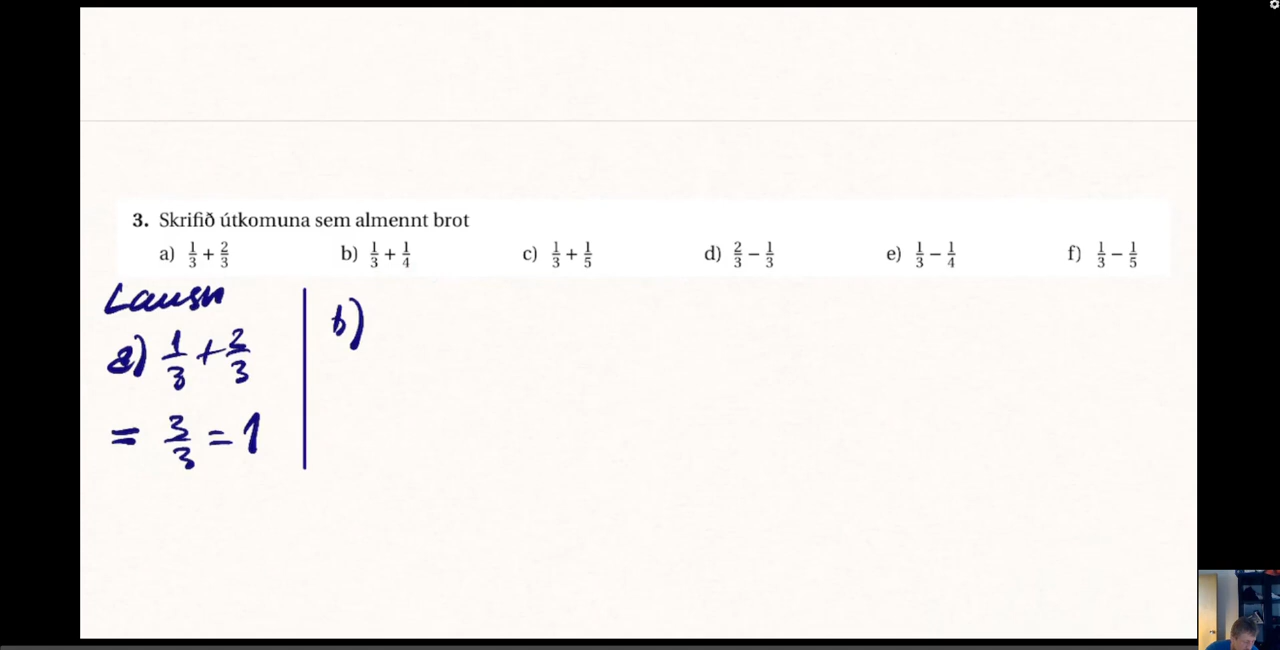 3. Skrifið útkomuna sem almennt brot
a) 1/3 + 2/3 b) 1/3 + 1/4 c) 1/3 + 1/5 d) 2/3 − 1/3 e) 1/3 − 1/4 f) 1/3 − 1/5
Lausn
a) 1/3 + 2/3
= 3/3 = 1
b)